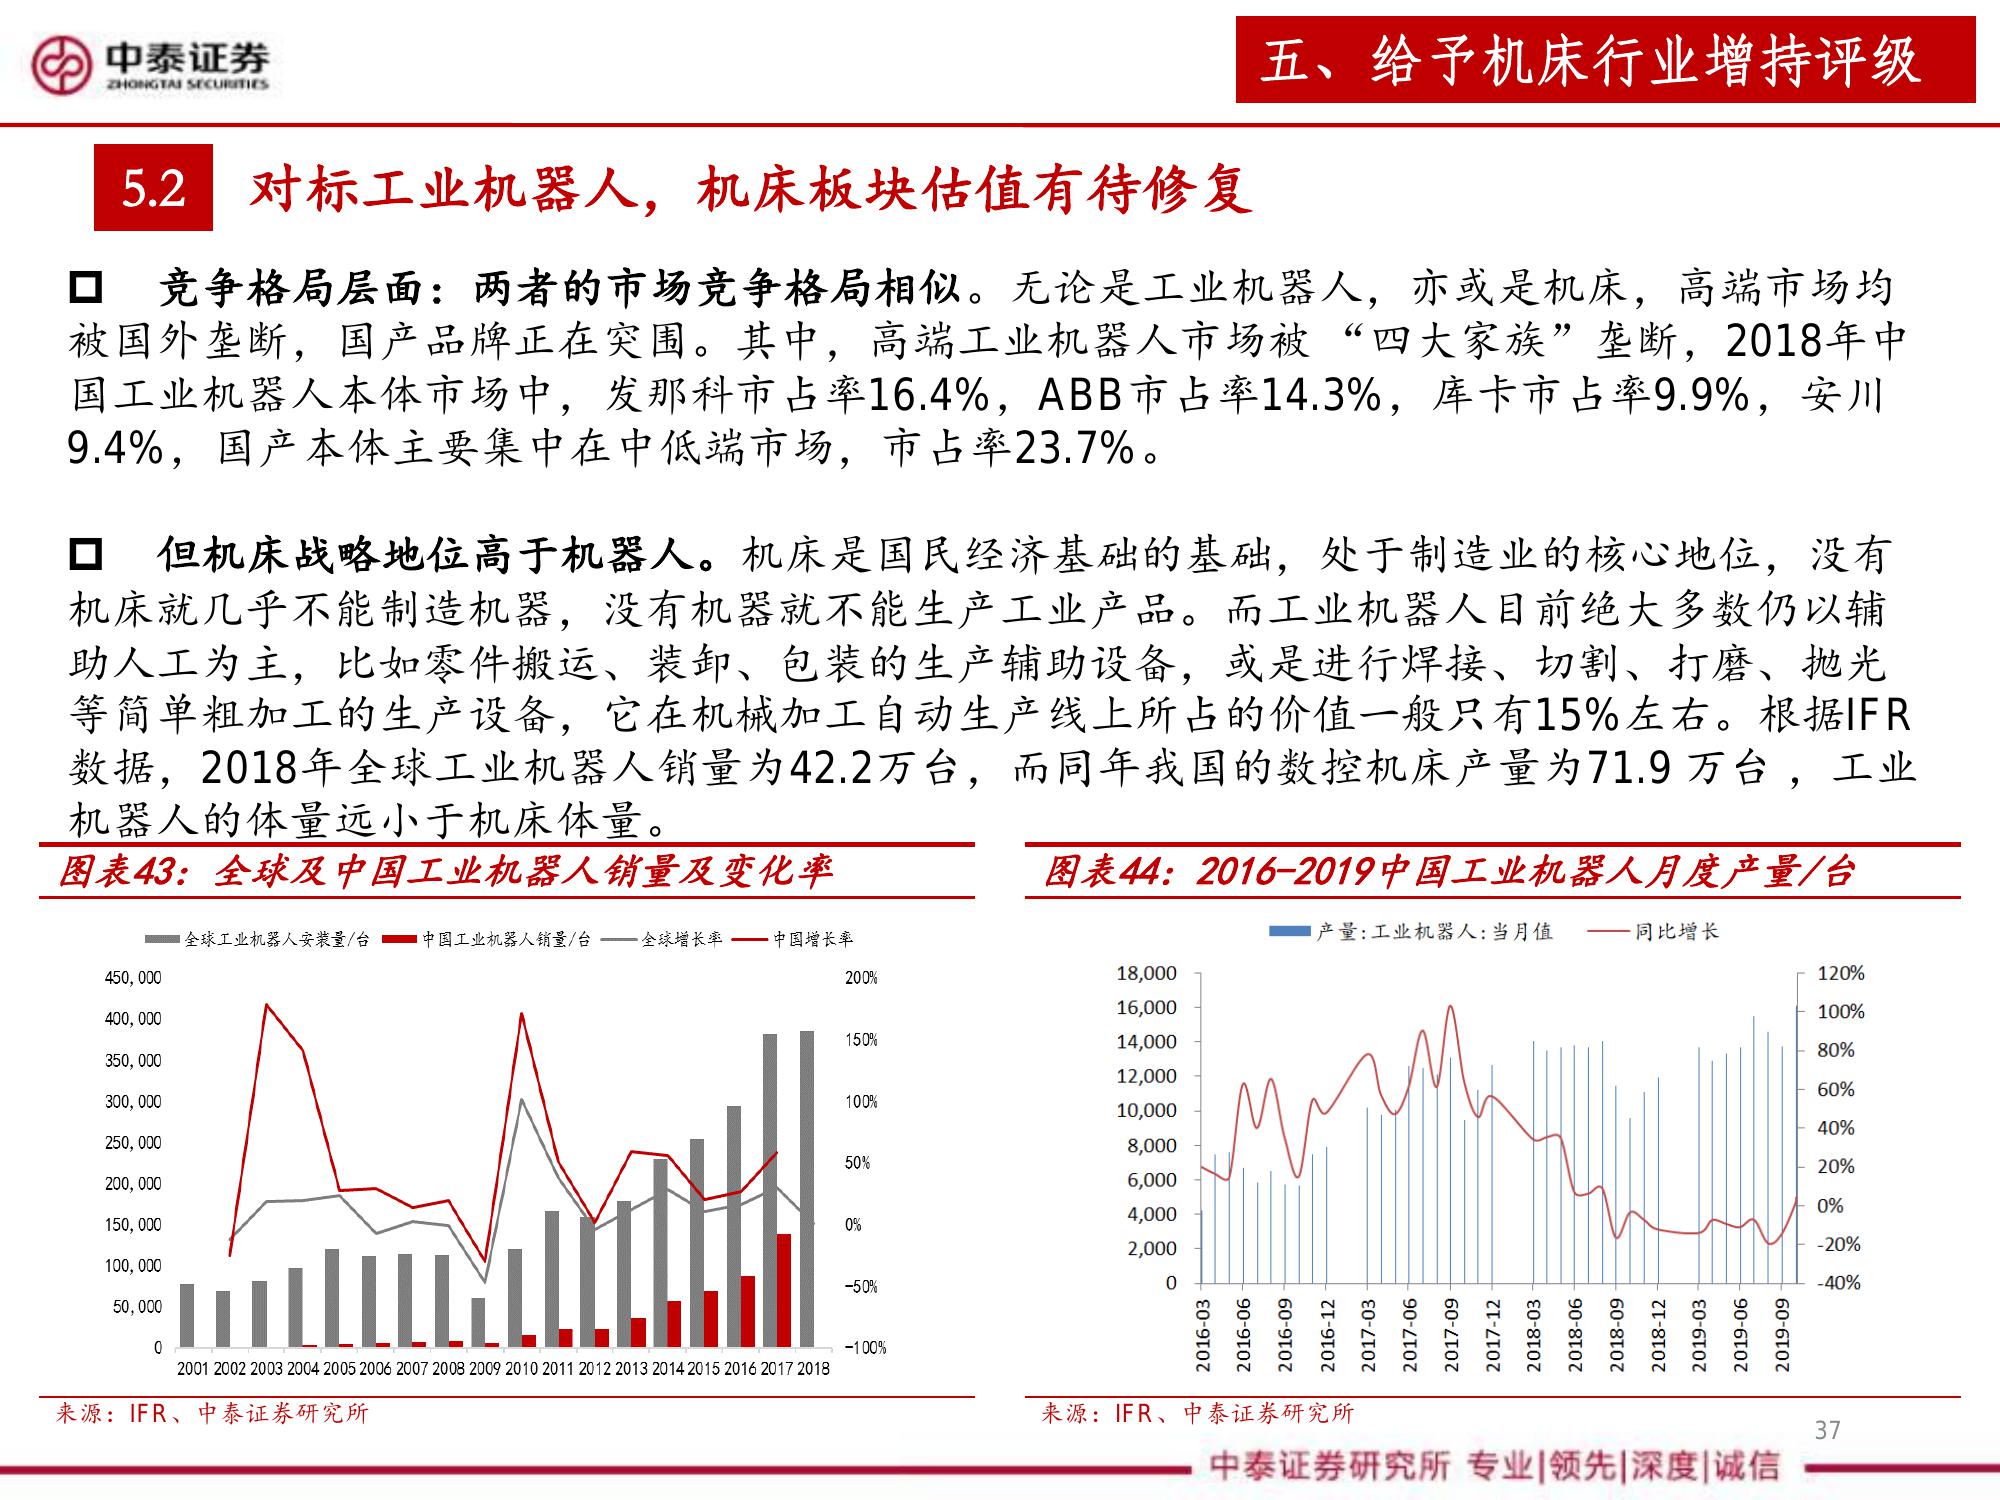 中泰证券
ZHONGTAI SECURITIES
五、给予机床行业增持评级
5.2 对标工业机器人，机床板块估值有待修复
竞争格局层面：两者的市场竞争格局相似。无论是工业机器人，亦或是机床，高端市场均
被国外垄断，国产品牌正在突围。其中，高端工业机器人市场被“四大家族”垄断，2018年中
国工业机器人本体市场中，发那科市占率16.4%，ABB市占率14.3%，库卡市占率9.9%，安川
9.4%，国产本体主要集中在中低端市场，市占率23.7%。
但机床战略地位高于机器人。机床是国民经济基础的基础，处于制造业的核心地位，没有
机床就几乎不能制造机器，没有机器就不能生产工业产品。而工业机器人目前绝大多数仍以辅
助人工为主，比如零件搬运、装卸、包装的生产辅助设备，或是进行焊接、切割、打磨、抛光
等简单粗加工的生产设备，它在机械加工自动生产线上所占的价值一般只有15%左右。根据IFR
数据，2018年全球工业机器人销量为42.2万台，而同年我国的数控机床产量为71.9 万台 ，工业
机器人的体量远小于机床体量。
图表43：全球及中国工业机器人销量及变化率
全球工业机器人安装量/台 中国工业机器人销量/台 全球增长率 中国增长率
450,000
400,000
350,000
300,000
250,000
200,000
150,000
100,000
50,000
0
200%
150%
100%
50%
0%
-50%
-100%
2001 2002 2003 2004 2005 2006 2007 2008 2009 2010 2011 2012 2013 2014 2015 2016 2017 2018
来源：IFR、中泰证券研究所
图表44：2016-2019中国工业机器人月度产量/台
产量:工业机器人:当月值 同比增长
18,000
16,000
14,000
12,000
10,000
8,000
6,000
4,000
2,000
0
120%
100%
80%
60%
40%
20%
0%
-20%
-40%
2016-03 2016-06 2016-09 2016-12 2017-03 2017-06 2017-09 2017-12 2018-03 2018-06 2018-09 2018-12 2019-03 2019-06 2019-09
来源：IFR、中泰证券研究所
37
中泰证券研究所 专业|领先|深度|诚信